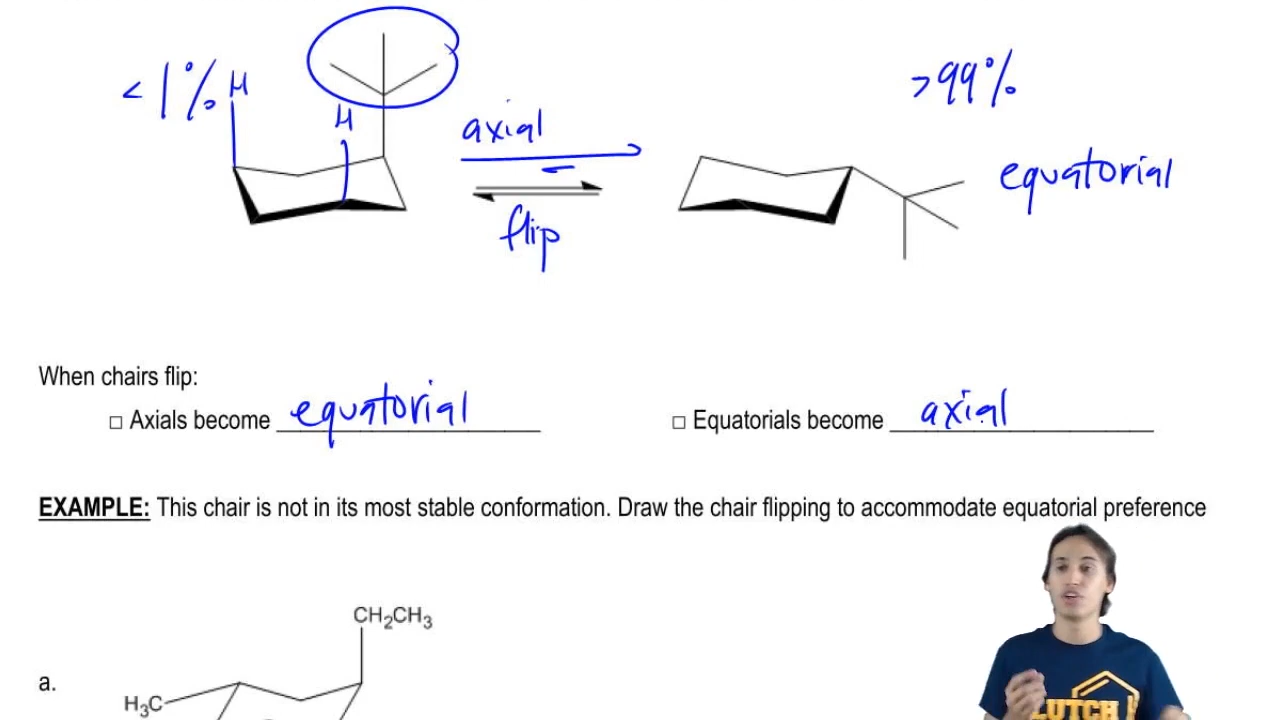 <1% H
H
axial
flip
>99%
equatorial
When chairs flip:
□ Axials become equatorial
□ Equatorials become axial
EXAMPLE: This chair is not in its most stable conformation. Draw the chair flipping to accommodate equatorial preference
CH2CH3
a.
H3C
CLUTCH